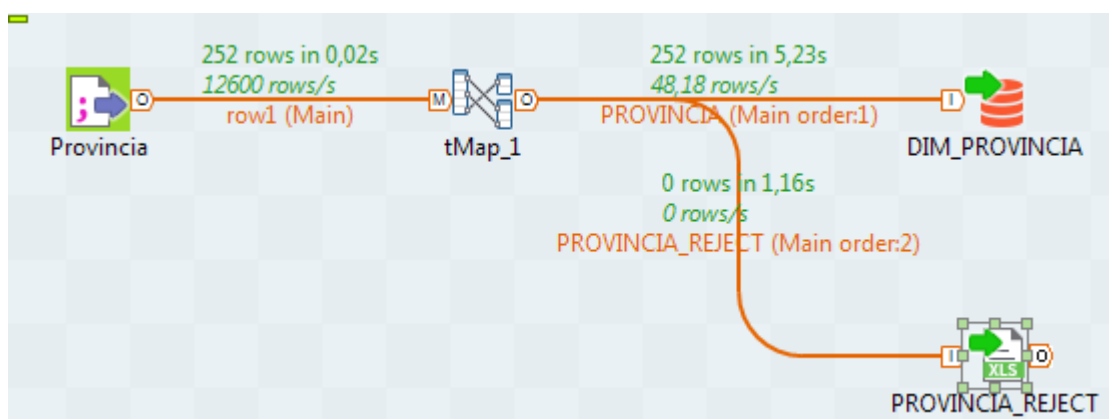 252 rows in 0,02s
12600 rows/s
row1 (Main)
Provincia
tMap_1
252 rows in 5,23s
48,18 rows/s
PROVINCIA (Main order:1)
DIM_PROVINCIA
0 rows in 1,16s
0 rows/s
PROVINCIA_REJECT (Main order:2)
PROVINCIA_REJECT
O
M
O
I
I
O
XLS